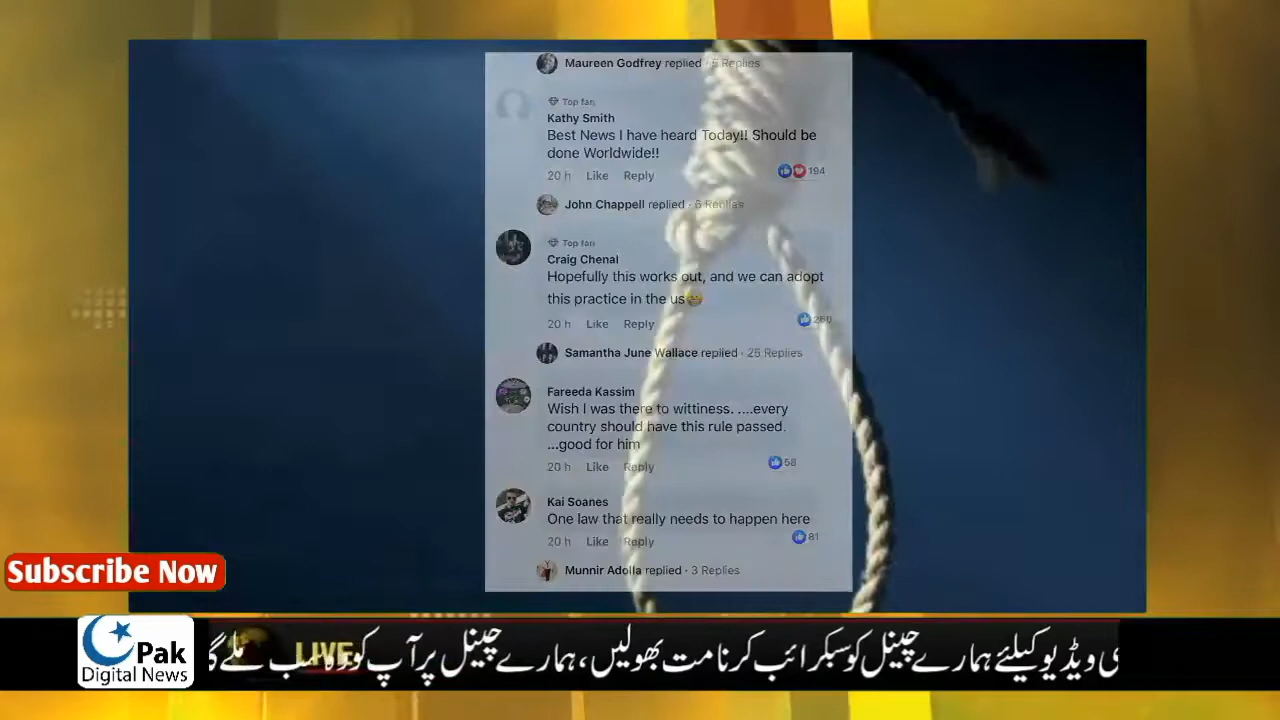 Maureen Godfrey replied · 5 Replies
Top fan
Kathy Smith
Best News I have heard Today!! Should be
done Worldwide!!
20 h Like Reply
194
John Chappell replied · 6 Replies
Top fan
Craig Chenal
Hopefully this works out, and we can adopt
this practice in the us😄
20 h Like Reply
260
Samantha June Wallace replied · 25 Replies
Fareeda Kassim
Wish I was there to wittiness. ....every
country should have this rule passed.
...good for him
20 h Like Reply
58
Kai Soanes
One law that really needs to happen here
20 h Like Reply
81
Munnir Adolla replied · 3 Replies
Subscribe Now
Pak
Digital News
LIVE
ویڈیو کیلئے ہمارے چینل کو سبکرائب کرنا مت بھولیں، ہمارے چینل پر آپ کو سب ملے گا